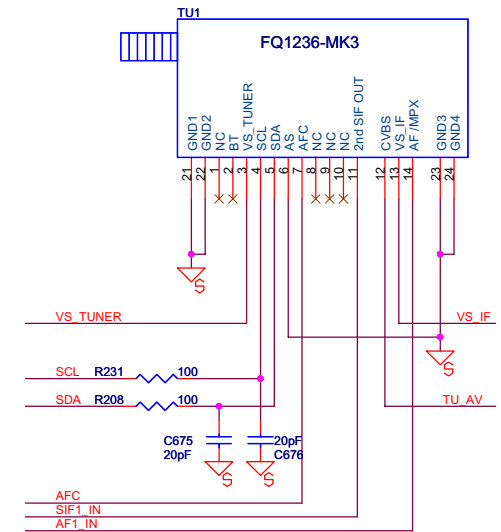 TU1
FQ1236-MK3
GND1
GND2
NC
BT
VS_TUNER
SCL
SDA
AS
AFC
NC
NC
NC
2nd SIF OUT
CVBS
VS_IF
AF /MPX
GND3
GND4
21
22
1
2
3
4
5
6
7
8
9
10
11
12
13
14
23
24
S
VS_TUNER
VS_IF
S
SCL R231 100
SDA R208 100
TU_AV
C675 20pF
20pF C676
S S
AFC
SIF1_IN
AF1_IN